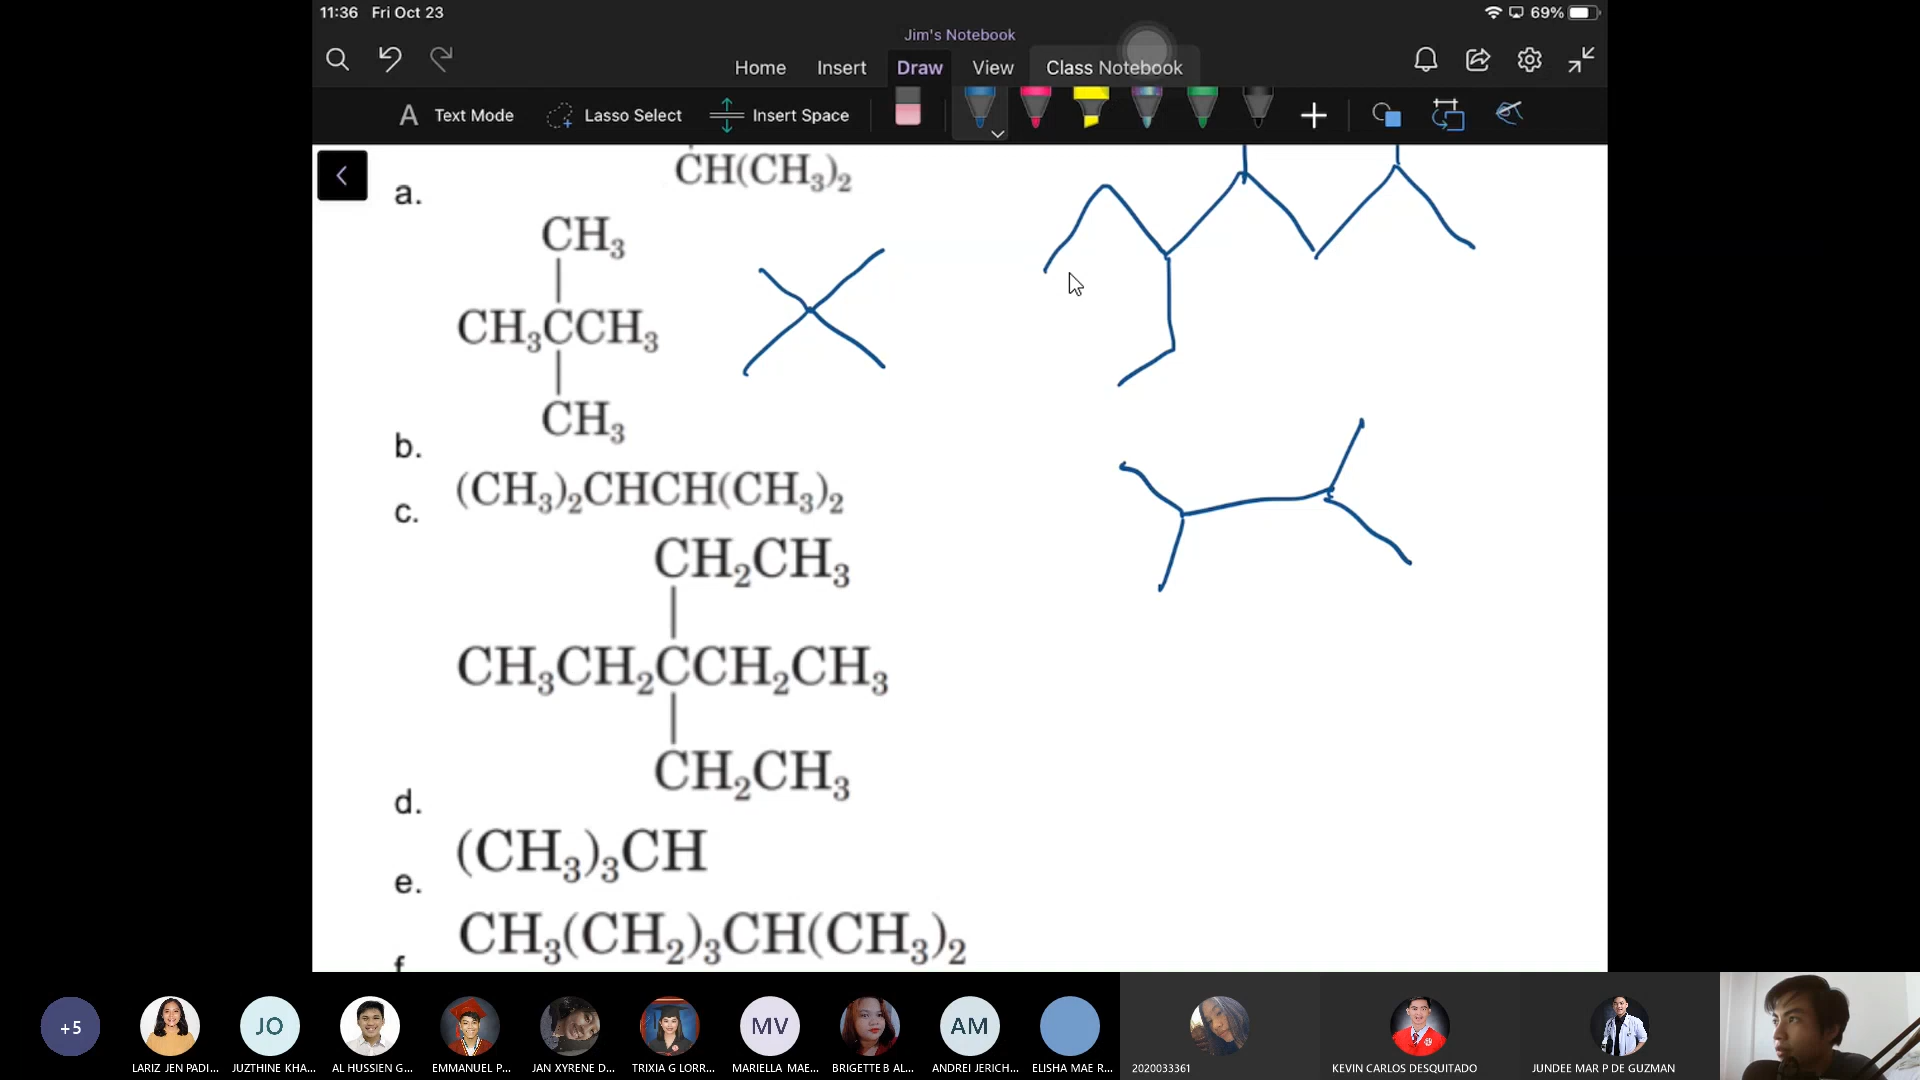 11:36 Fri Oct 23 69%
Jim's Notebook
Home Insert Draw View Class Notebook
A Text Mode Lasso Select Insert Space
CH(CH₃)₂
a.
CH₃
CH₃CCH₃
CH₃
b.
(CH₃)₂CHCH(CH₃)₂
c.
CH₂CH₃
CH₃CH₂CCH₂CH₃
CH₂CH₃
d.
(CH₃)₃CH
e.
CH₃(CH₂)₃CH(CH₃)₂
f
+5 JO MV AM
LARIZ JEN PADI... JUZTHINE KHA... AL HUSSIEN G... EMMANUEL P... JAN XYRENE D... TRIXIA G LORR... MARIELLA MAE... BRIGETTE B AL... ANDREI JERICH... ELISHA MAE R... 2020033361 KEVIN CARLOS DESQUITADO JUNDEE MAR P DE GUZMAN